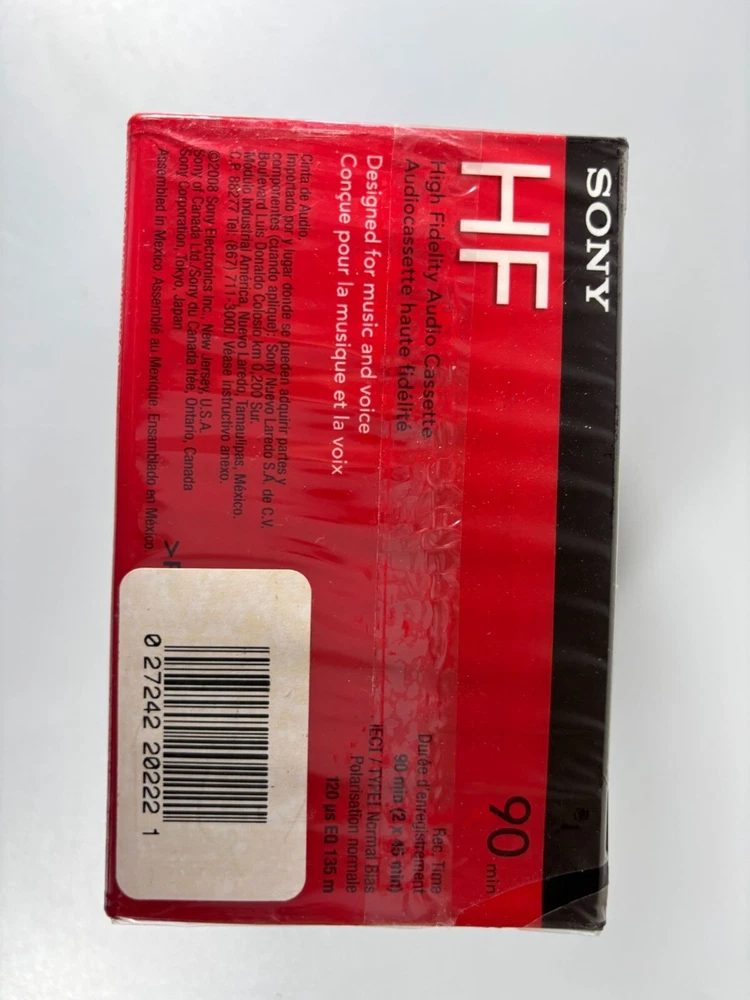 SONY
HF
90 min
High Fidelity Audio Cassette
Audiocassette haute fidélité
Designed for music and voice
Conçue pour la musique et la voix
Rec. Time
Durée d'enregistrement
90 min (2 x 45 min)
IECI / TYPE I Normal Bias
Polarisation normale
120 µs EQ 135 m
Cinta de Audio,
Importado por y lugar donde se pueden adquirir partes y
componentes (cuando aplique): Sony Nuevo Laredo S.A. de C.V.
Boulevard Luis Donaldo Colosio km 0,200 Sur.
Módulo Industrial América, Nuevo Laredo, Tamaulipas, México.
C.P. 88277 Tel: (867) 711-3000 Véase instructivo anexo.
©2008 Sony Electronics Inc., New Jersey, U.S.A.
Sony of Canada Ltd./Sony du Canada ltée, Ontario, Canada
Sony Corporation, Tokyo, Japan
Assembled in Mexico Assemblé au Mexique. Ensamblado en México.
0 27242 20222 1